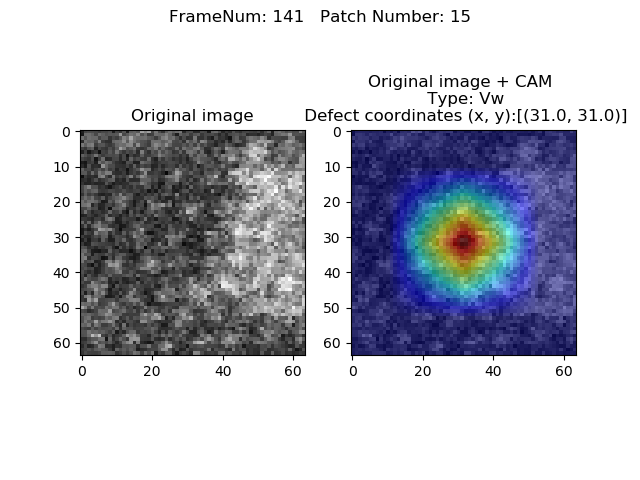 FrameNum: 141   Patch Number: 15
Original image
Original image + CAM
Type: Vw
Defect coordinates (x, y):[(31.0, 31.0)]
0
10
20
30
40
50
60
0 20 40 60
0
10
20
30
40
50
60
0 20 40 60